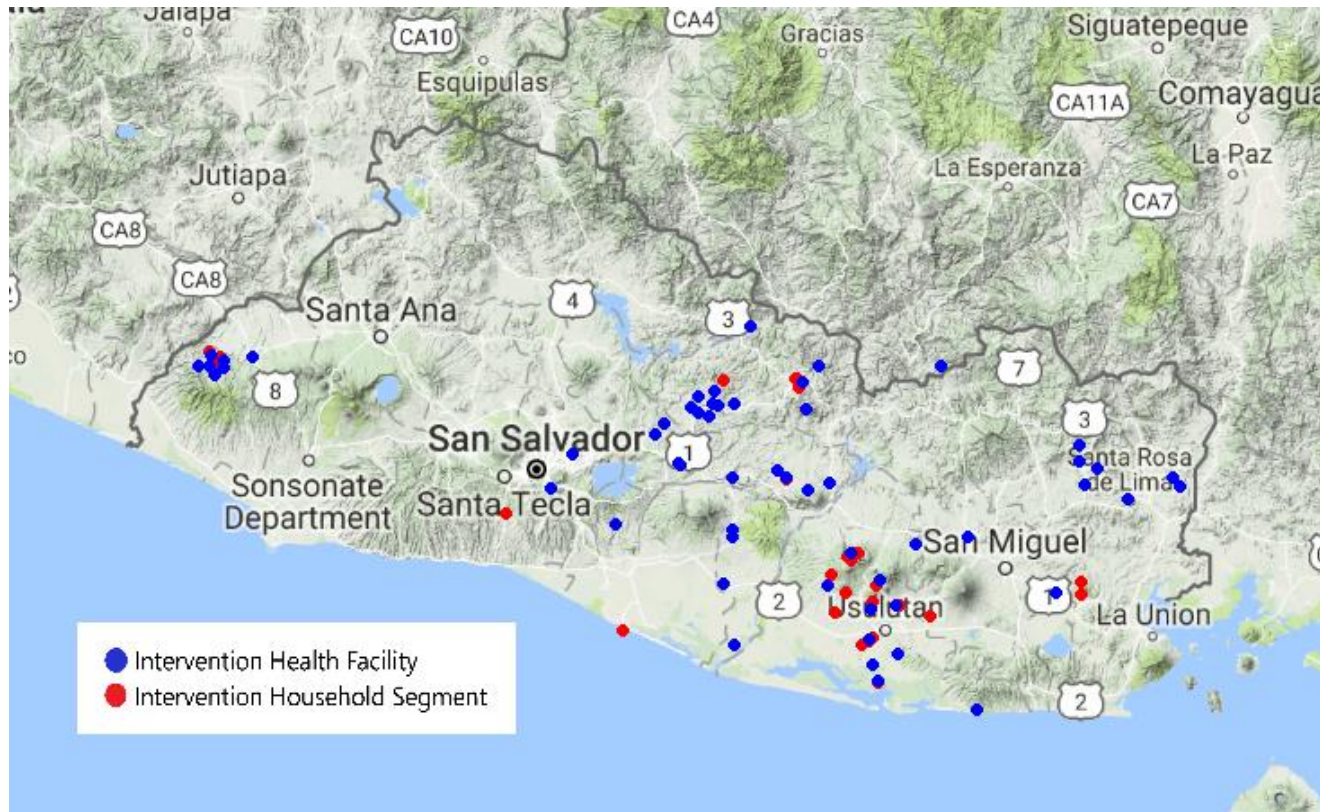 Jalapa
CA10
CA4
Gracias
Siguatepeque
Esquipulas
CA11A
Comayagua
La Paz
Jutiapa
La Esperanza
CA7
CA8
CA8
Santa Ana
4
3
7
8
3
San Salvador
1
Santa Rosa
de Lima
Santa Tecla
Sonsonate
Department
San Miguel
2
1
Usulutan
La Union
2
Intervention Health Facility
Intervention Household Segment